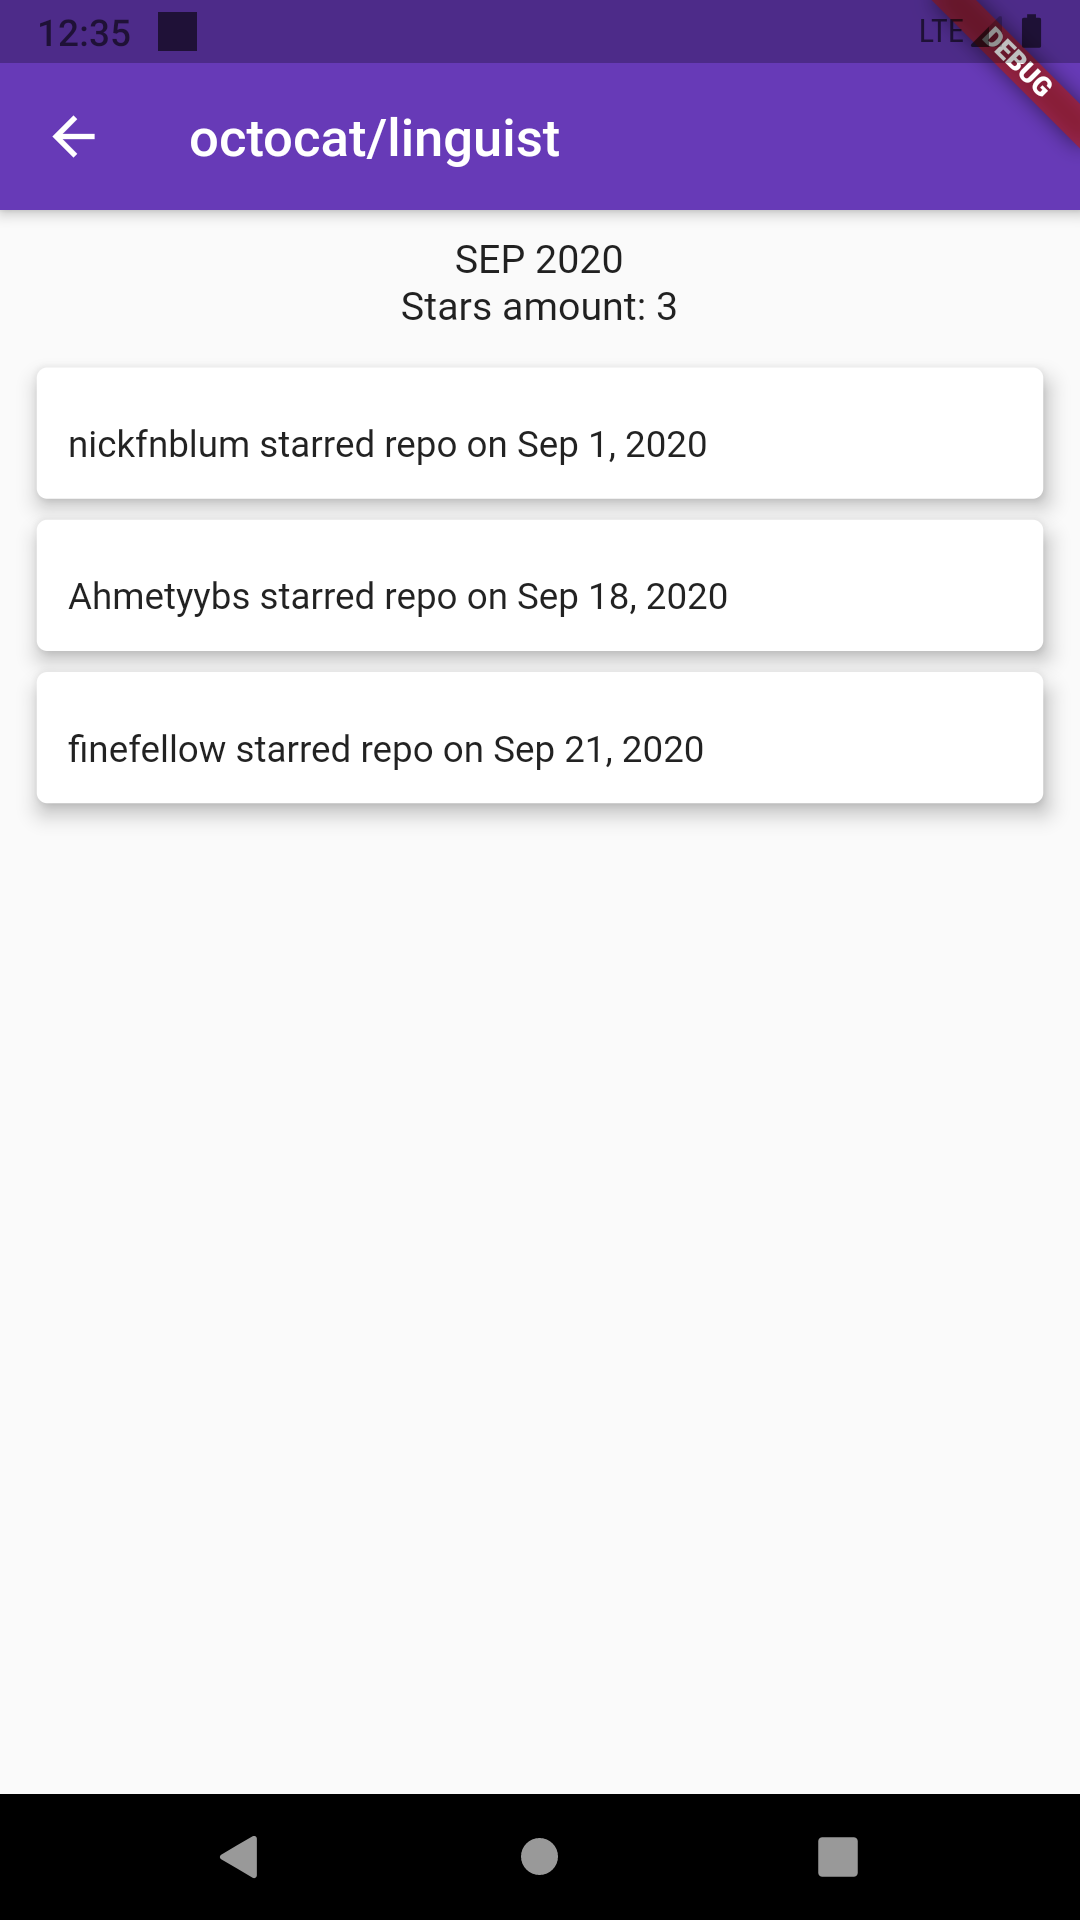 12:35
LTE
DEBUG
octocat/linguist
SEP 2020
Stars amount: 3
nickfnblum starred repo on Sep 1, 2020
Ahmetyybs starred repo on Sep 18, 2020
finefellow starred repo on Sep 21, 2020